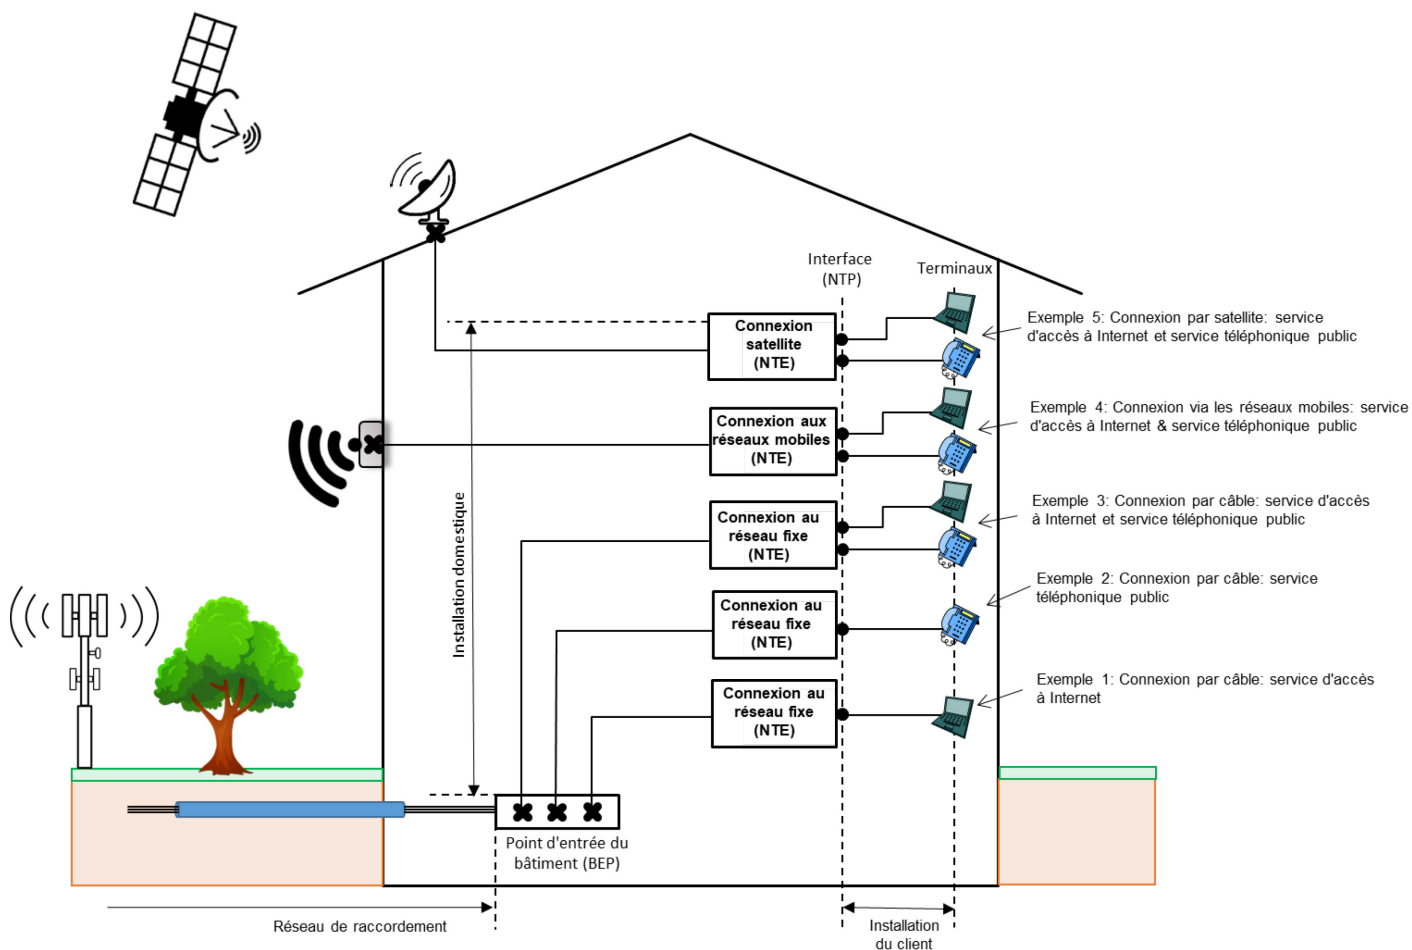 Interface
(NTP)
Terminaux
Connexion
satellite
(NTE)
Exemple 5: Connexion par satellite: service
d'accès à Internet et service téléphonique public
Connexion aux
réseaux mobiles
(NTE)
Exemple 4: Connexion via les réseaux mobiles: service
d'accès à Internet & service téléphonique public
Connexion au
réseau fixe
(NTE)
Exemple 3: Connexion par câble: service d'accès
à Internet et service téléphonique public
Installation domestique
Connexion au
réseau fixe
(NTE)
Exemple 2: Connexion par câble: service
téléphonique public
Connexion au
réseau fixe
(NTE)
Exemple 1: Connexion par câble: service d'accès
à Internet
Point d'entrée du
bâtiment (BEP)
Réseau de raccordement
Installation
du client